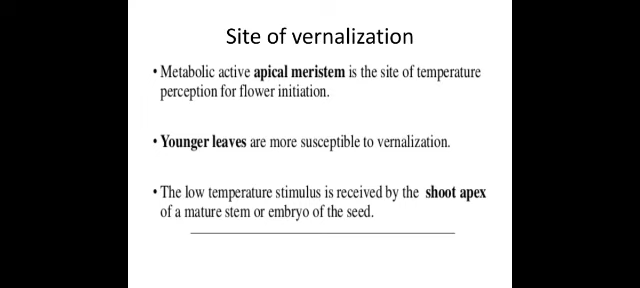 Site of vernalization
• Metabolic active apical meristem is the site of temperature
perception for flower initiation.
• Younger leaves are more susceptible to vernalization.
• The low temperature stimulus is received by the shoot apex
of a mature stem or embryo of the seed.